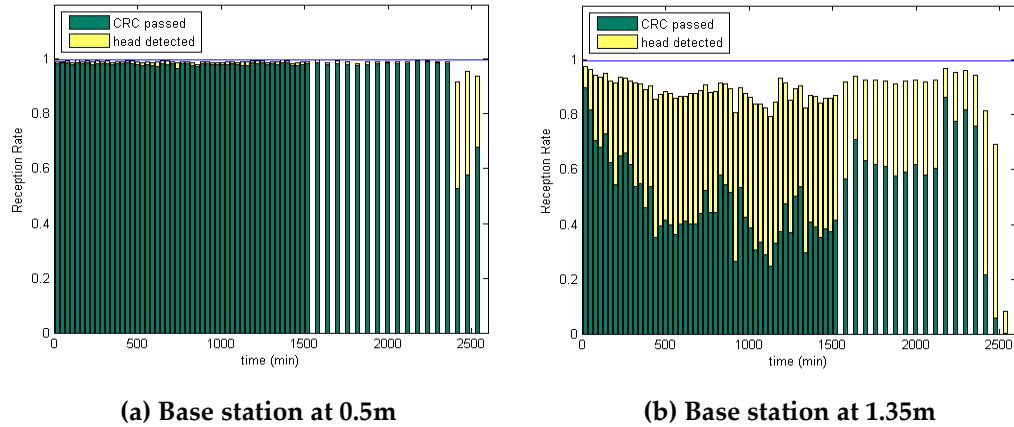 CRC passed
head detected
1
0.8
0.6
0.4
0.2
0
Reception Rate
0 500 1000 1500 2000 2500
time (min)
(a) Base station at 0.5m
CRC passed
head detected
1
0.8
0.6
0.4
0.2
0
Reception Rate
0 500 1000 1500 2000 2500
time (min)
(b) Base station at 1.35m